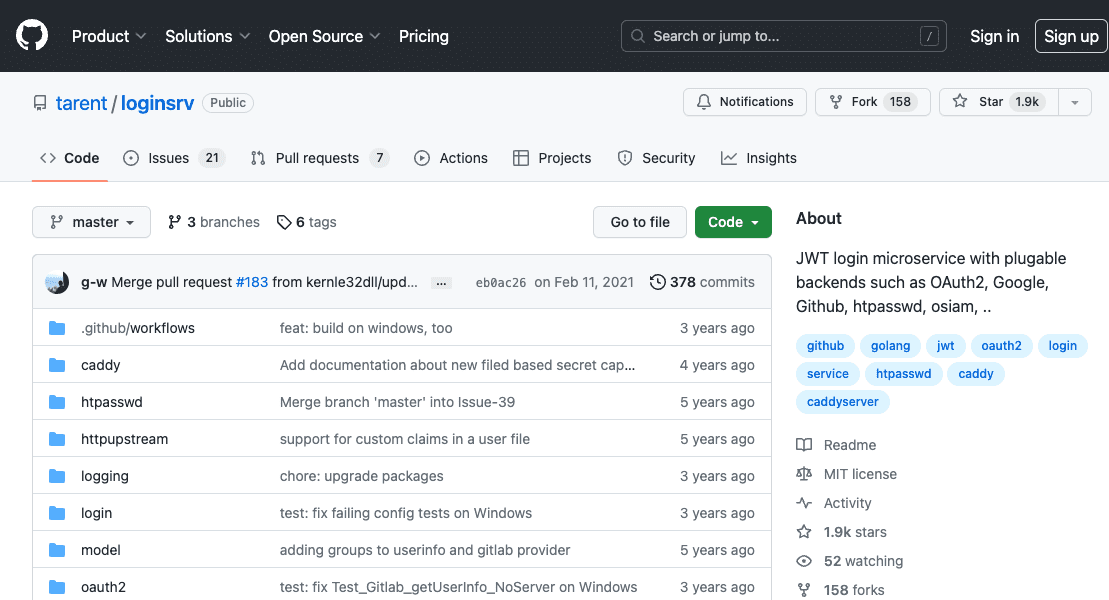 Product Solutions Open Source Pricing Search or jump to... / Sign in Sign up
tarent / loginsrv Public Notifications Fork 158 Star 1.9k
Code Issues 21 Pull requests 7 Actions Projects Security Insights
master 3 branches 6 tags Go to file Code
g-w Merge pull request #183 from kernle32dll/upd... ... eb0ac26 on Feb 11, 2021 378 commits
.github/workflows feat: build on windows, too 3 years ago
caddy Add documentation about new filed based secret cap... 4 years ago
htpasswd Merge branch 'master' into Issue-39 5 years ago
httpupstream support for custom claims in a user file 5 years ago
logging chore: upgrade packages 3 years ago
login test: fix failing config tests on Windows 3 years ago
model adding groups to userinfo and gitlab provider 5 years ago
oauth2 test: fix Test_Gitlab_getUserInfo_NoServer on Windows 3 years ago
About
JWT login microservice with plugable
backends such as OAuth2, Google,
Github, htpasswd, osiam, ..
github golang jwt oauth2 login
service htpasswd caddy
caddyserver
Readme
MIT license
Activity
1.9k stars
52 watching
158 forks